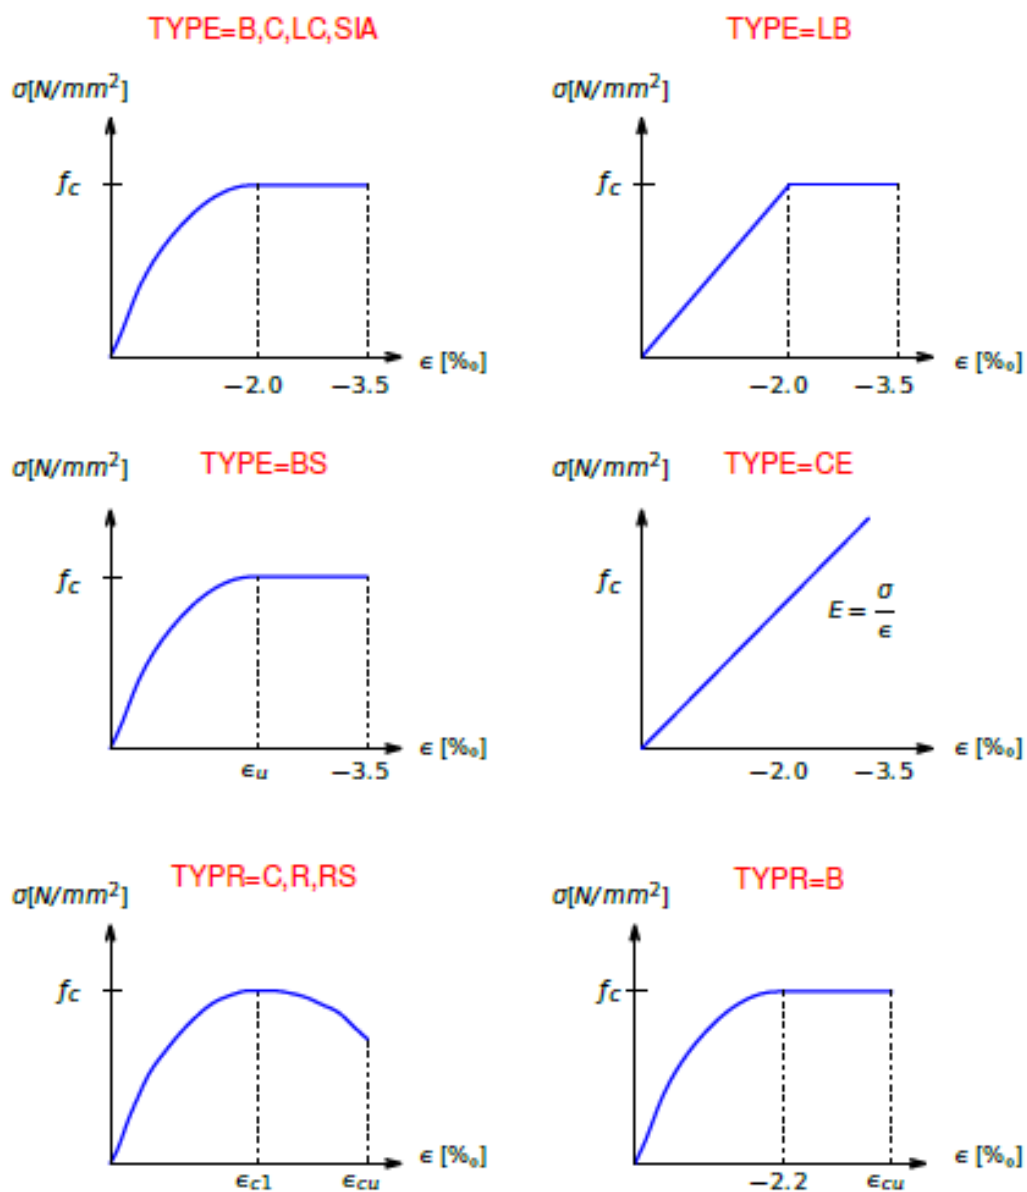 TYPE=B,C,LC,SIA
σ[N/mm²]
f_c
ϵ [‰]
−2.0 −3.5
TYPE=LB
σ[N/mm²]
f_c
ϵ [‰]
−2.0 −3.5
TYPE=BS
σ[N/mm²]
f_c
ϵ [‰]
ϵ_u −3.5
TYPE=CE
σ[N/mm²]
f_c
E = σ/ϵ
ϵ [‰]
−2.0 −3.5
TYPR=C,R,RS
σ[N/mm²]
f_c
ϵ [‰]
ϵ_c1 ϵ_cu
TYPR=B
σ[N/mm²]
f_c
ϵ [‰]
−2.2 ϵ_cu